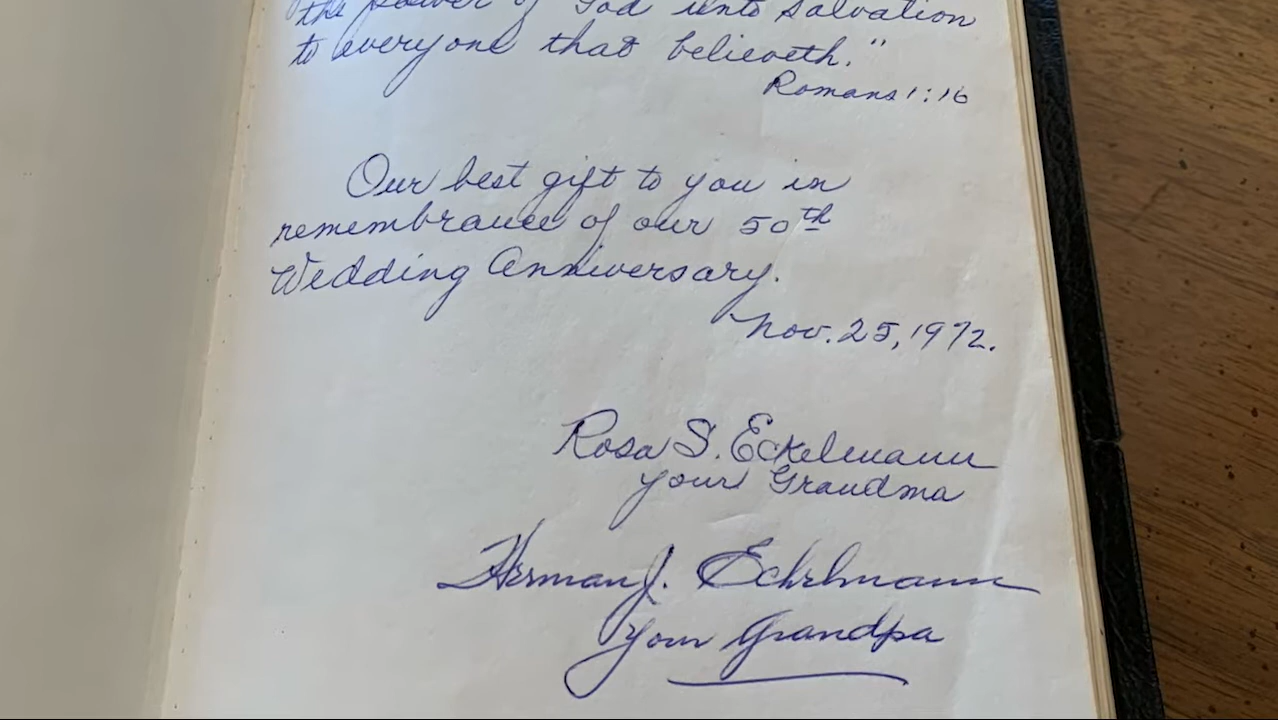 the power of God unto salvation
to everyone that believeth."
Romans 1:16
Our best gift to you in
remembrance of our 50th
Wedding Anniversary.
Nov. 25, 1972.
Rosa S. Eckelmann
your Grandma
Herman J. Eckelmann
Your Grandpa